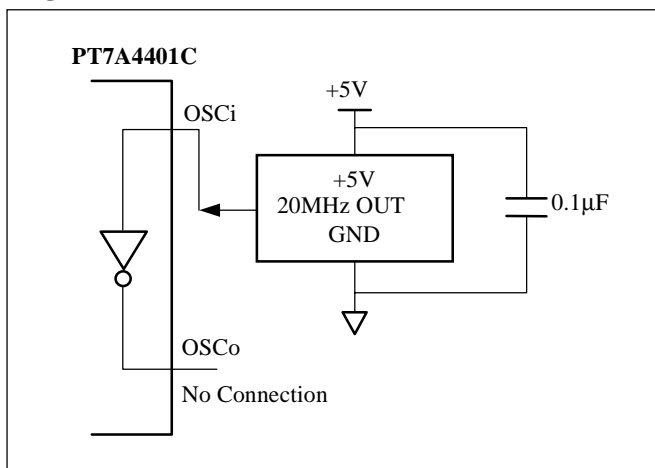 PT7A4401C
OSCi
+5V
+5V
20MHz OUT
GND
0.1µF
OSCo
No Connection